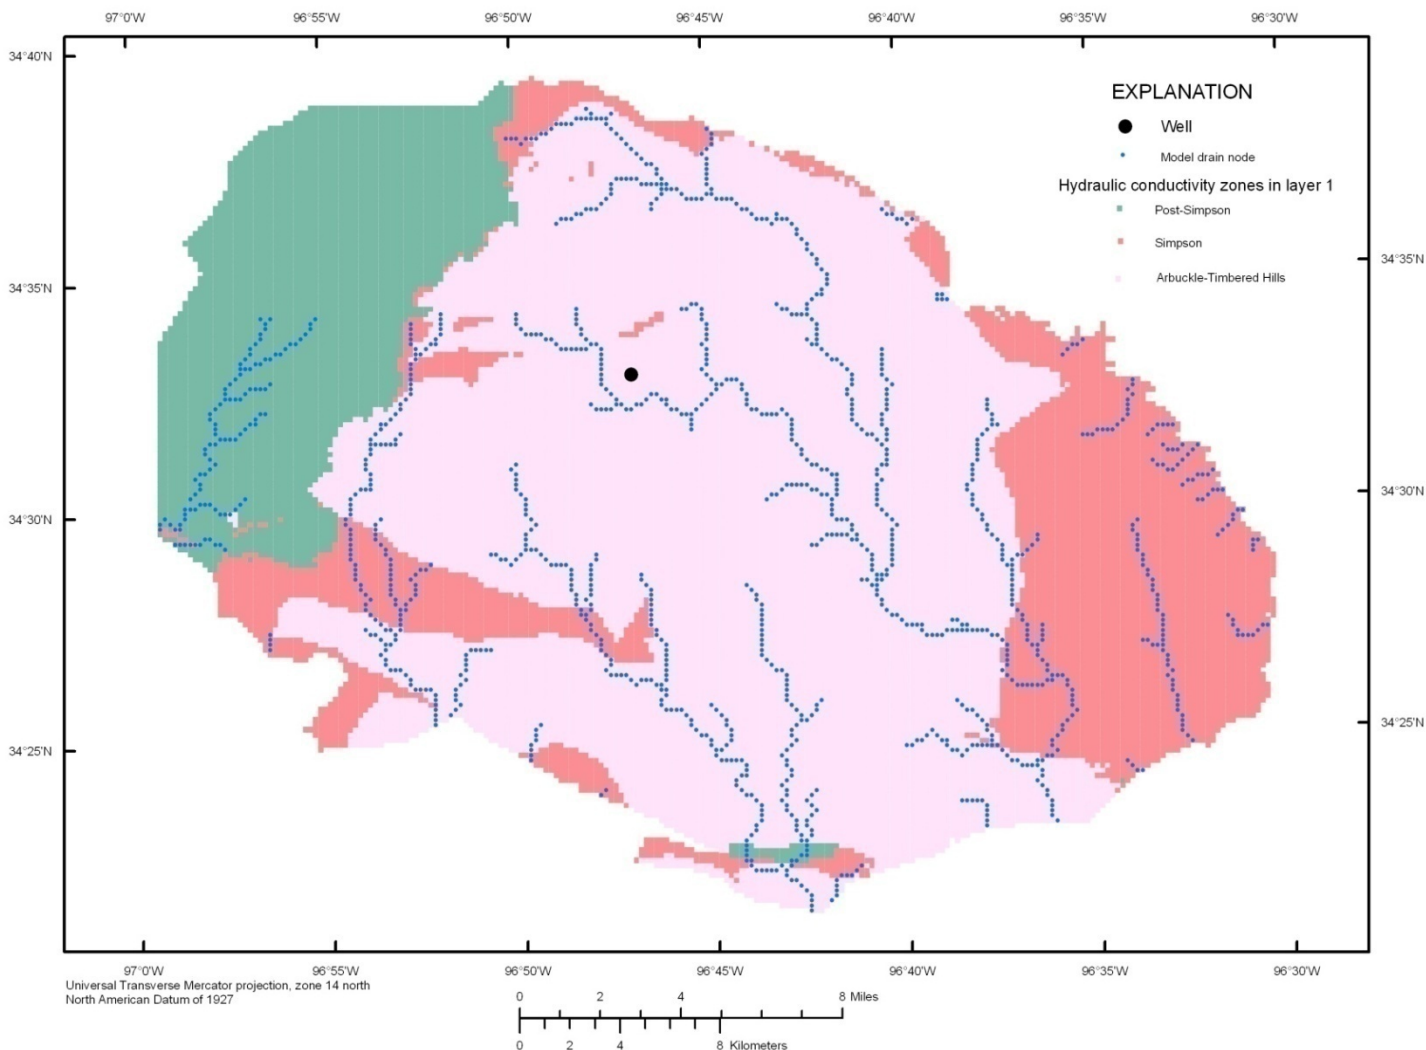 97°0'W 96°55'W 96°50'W 96°45'W 96°40'W 96°35'W 96°30'W
34°40'N
EXPLANATION
Well
Model drain node
Hydraulic conductivity zones in layer 1
Post-Simpson
Simpson
34°35'N
Arbuckle-Timbered Hills
34°35'N
34°30'N
34°30'N
34°25'N
34°25'N
97°0'W 96°55'W 96°50'W 96°45'W 96°40'W 96°35'W 96°30'W
Universal Transverse Mercator projection, zone 14 north
North American Datum of 1927
0 2 4 8 Miles
0 2 4 8 Kilometers